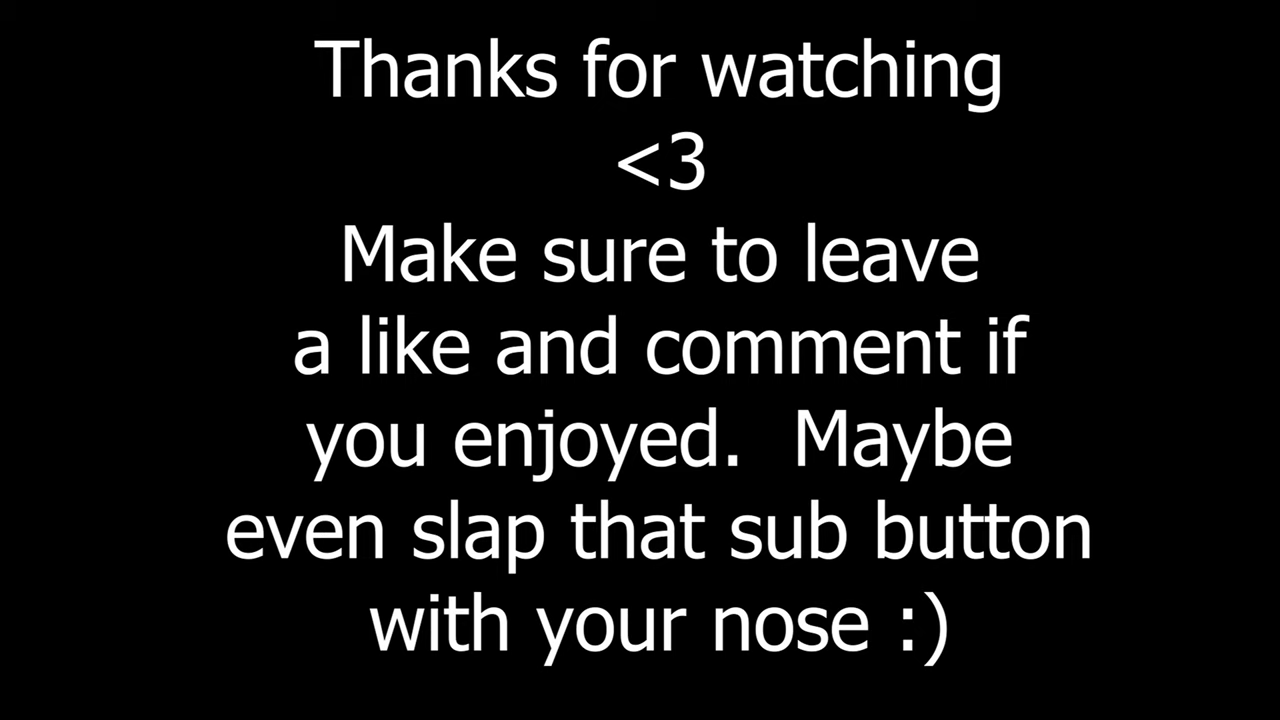 Thanks for watching
<3
Make sure to leave
a like and comment if
you enjoyed.  Maybe
even slap that sub button
with your nose :)